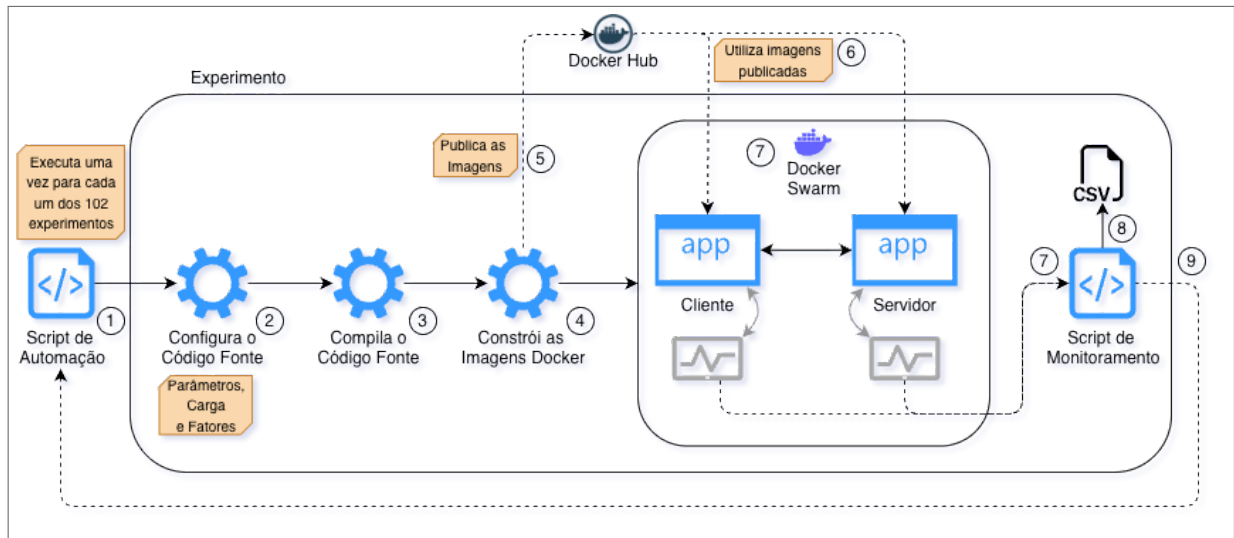 Docker Hub
Utiliza imagens
publicadas
6
Experimento
Executa uma
vez para cada
um dos 102
experimentos
Publica as
Imagens
5
7
Docker
Swarm
CSV
app
app
8
</>
1
Script de
Automação
2
Configura o
Código Fonte
3
Compila o
Código Fonte
4
Constrói as
Imagens Docker
Cliente
Servidor
7
</>
9
Script de
Monitoramento
Parâmetros,
Carga
e Fatores